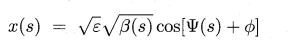 x(s) = √ε √β(s) cos[Ψ(s) + ϕ]